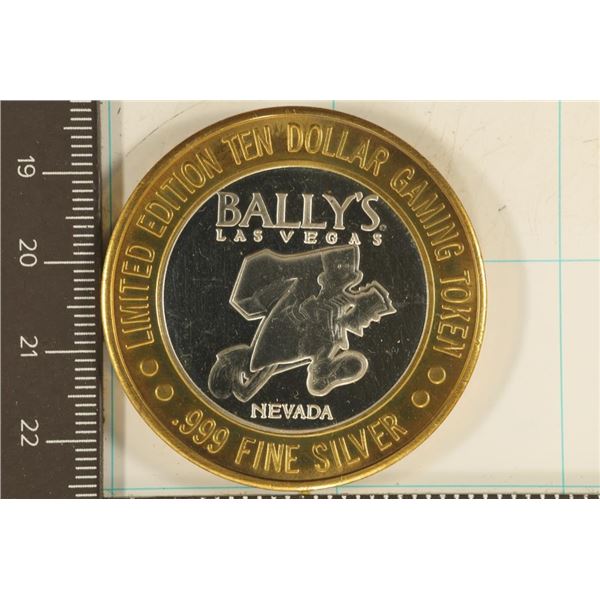 LIMITED EDITION TEN DOLLAR GAMING TOKEN
BALLY'S
LAS VEGAS
NEVADA
.999 FINE SILVER
19
20
21
22